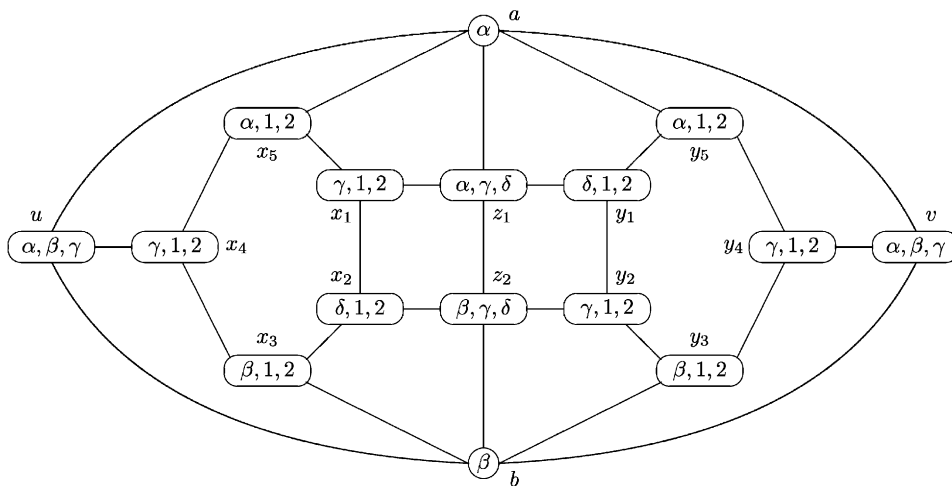 a
α
α, 1, 2
α, 1, 2
x₅
y₅
γ, 1, 2
α, γ, δ
δ, 1, 2
u
x₁
z₁
y₁
v
α, β, γ
γ, 1, 2
x₄
y₄
γ, 1, 2
α, β, γ
x₂
z₂
y₂
δ, 1, 2
β, γ, δ
γ, 1, 2
x₃
y₃
β, 1, 2
β, 1, 2
β
b